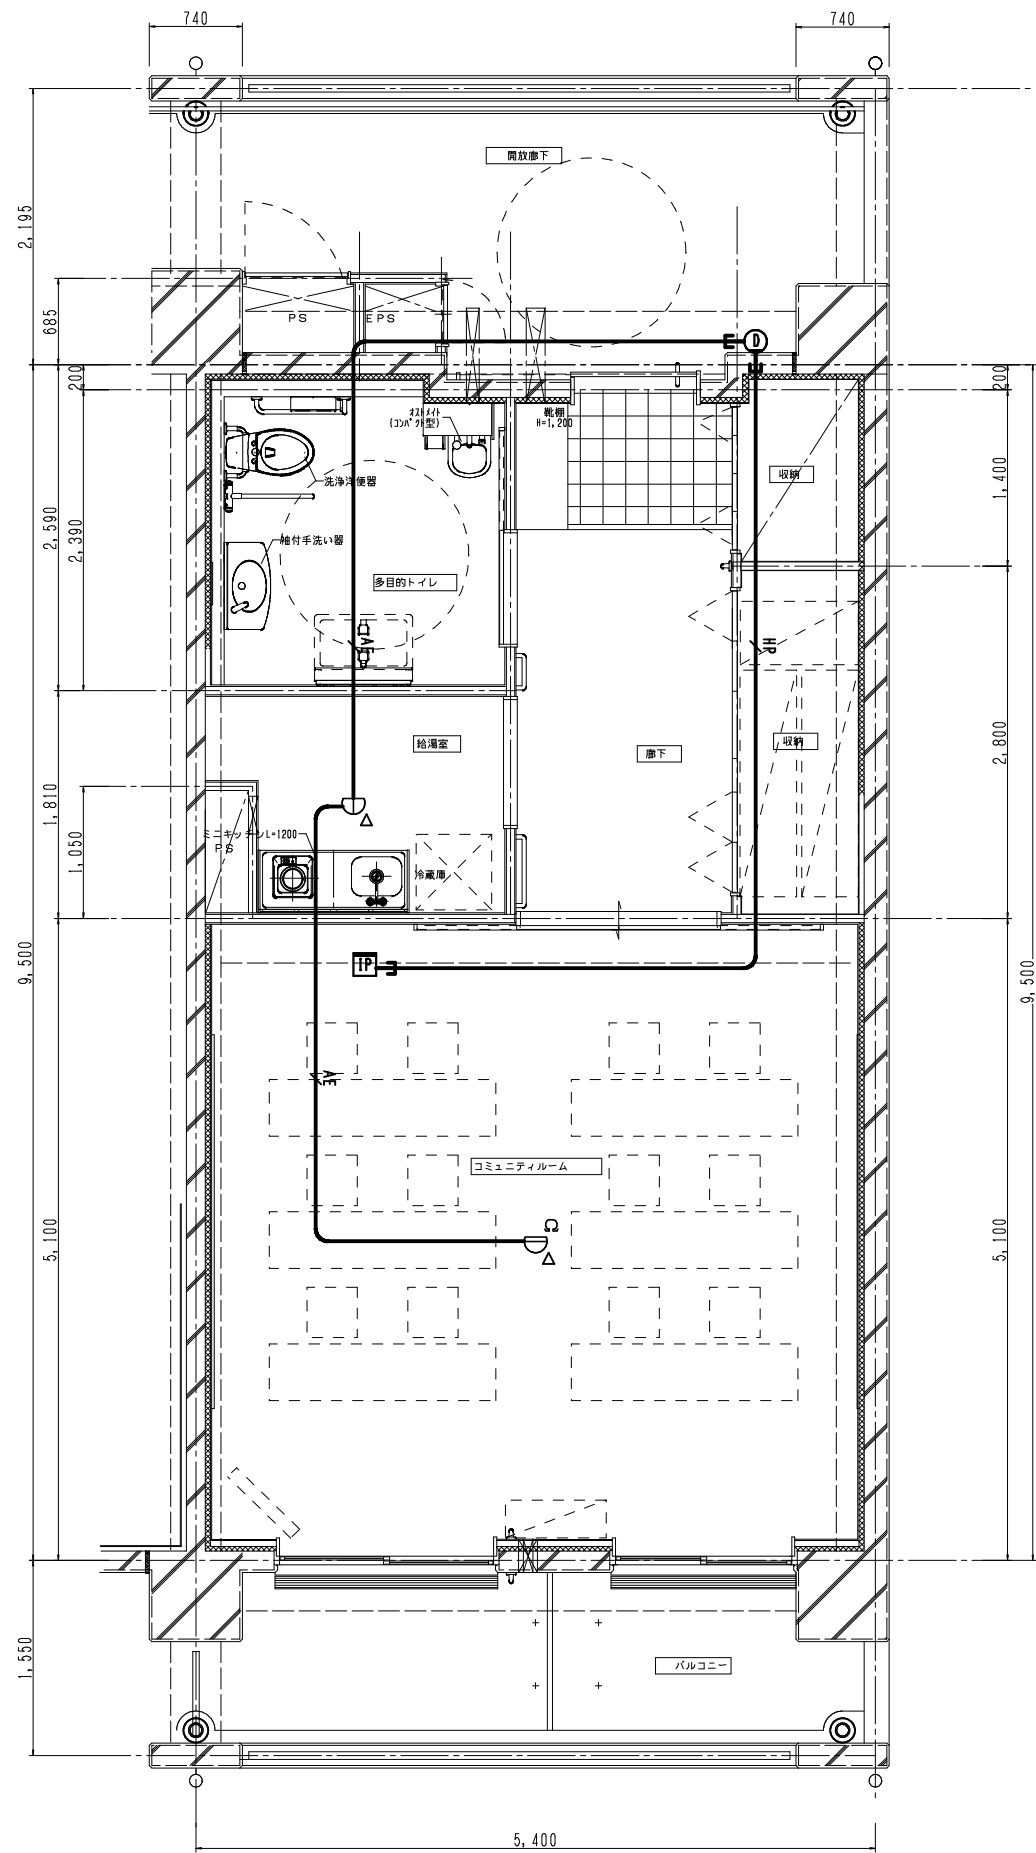 740
740
開放廊下
2,195
685
PS
EPS
D
200
200
オストメイト
(コンパクト型)
靴棚
H=1,200
収納
洗浄洋便器
1,400
2,590
2,390
袖付手洗い器
多目的トイレ
AE
HP
給湯室
廊下
収納
2,800
1,810
1,050
ミニキッチンL=1200
PS
冷蔵庫
9,500
1P
9,500
AE
コミュニティルーム
5,100
5,100
C
1,550
バルコニー
5,400